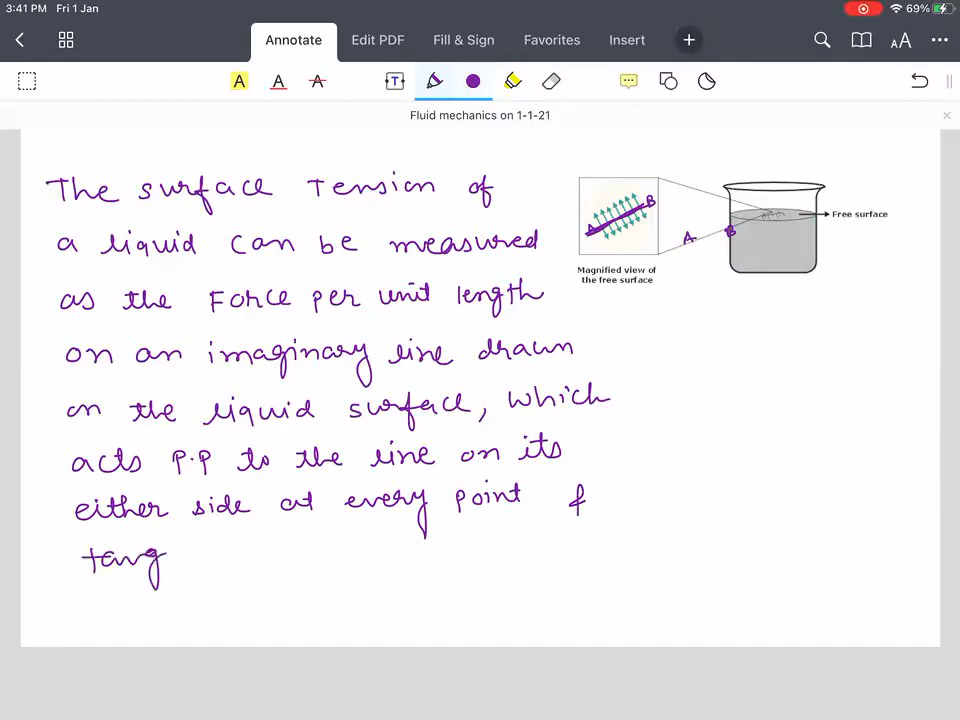 3:41 PM Fri 1 Jan 69%
Annotate Edit PDF Fill & Sign Favorites Insert
AA
A A A T
Fluid mechanics on 1-1-21
The surface Tension of
a liquid can be measured
as the Force per unit length
on an imaginary line drawn
on the liquid surface, which
acts P.P to the line on its
either side at every point &
tang
A B
A B
Free surface
Magnified view of
the free surface